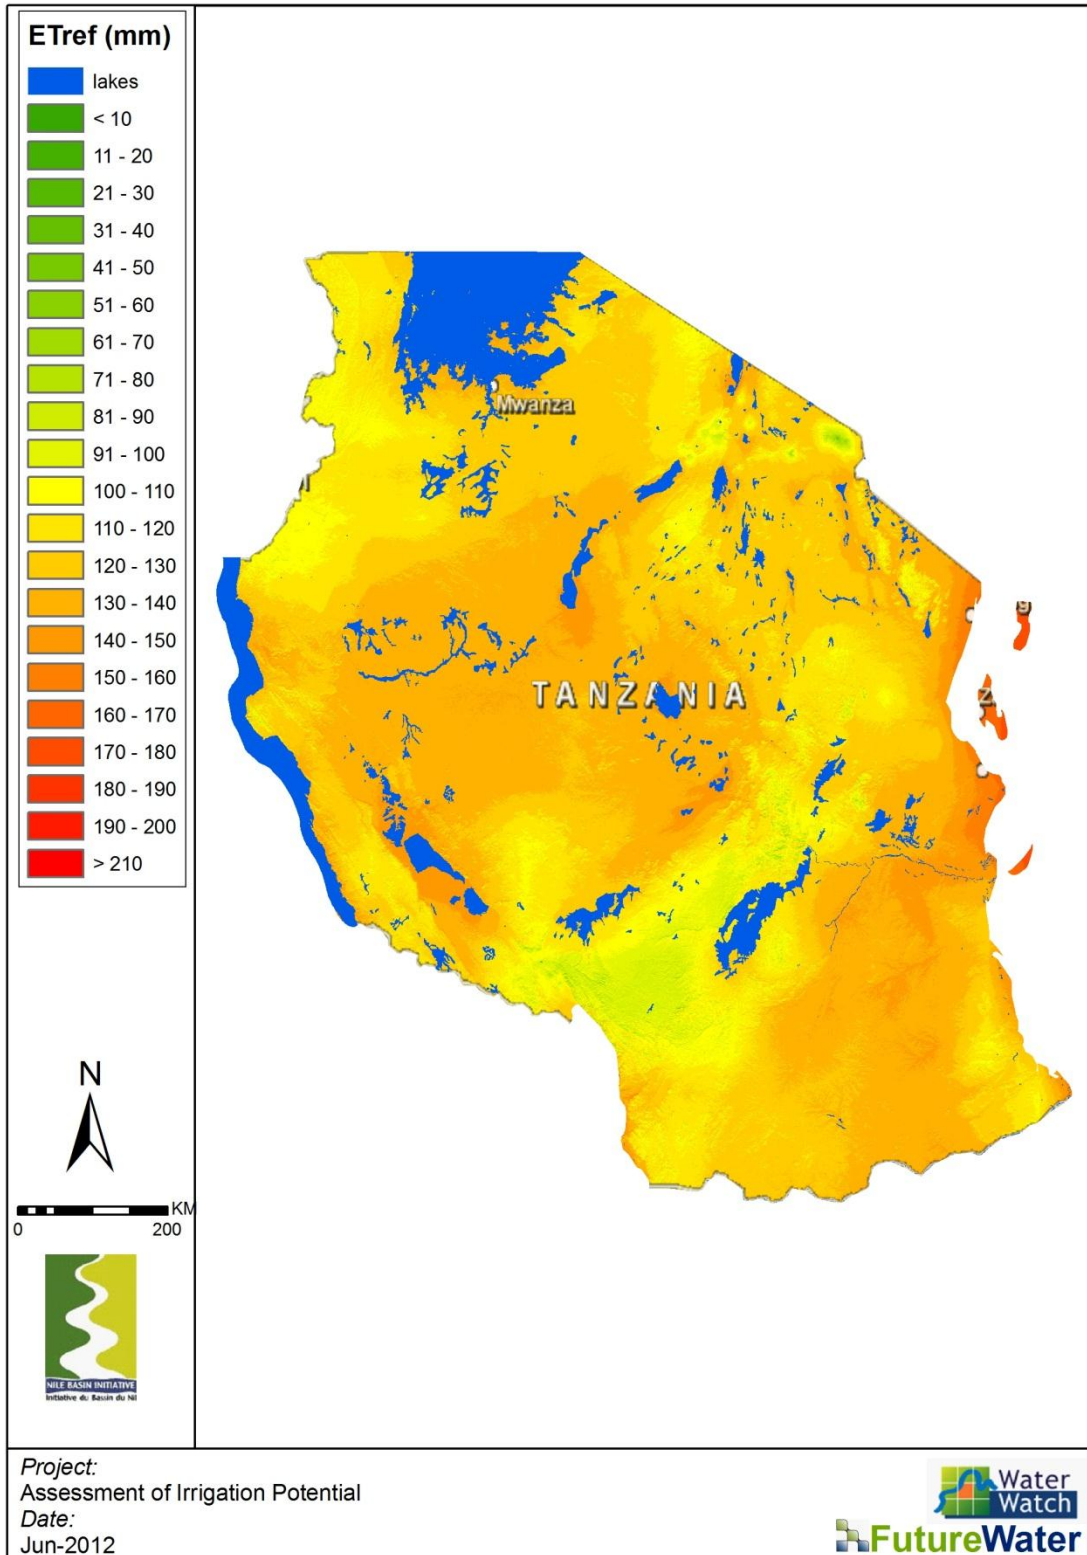 ETref (mm)
lakes
< 10
11 - 20
21 - 30
31 - 40
41 - 50
51 - 60
61 - 70
71 - 80
81 - 90
91 - 100
100 - 110
110 - 120
120 - 130
130 - 140
140 - 150
150 - 160
160 - 170
170 - 180
180 - 190
190 - 200
> 210
Mwanza
TANZANIA
N
KM
0 200
NILE BASIN INITIATIVE
Initiative du Bassin du Nil
Project:
Assessment of Irrigation Potential
Date:
Jun-2012
Water
Watch
FutureWater